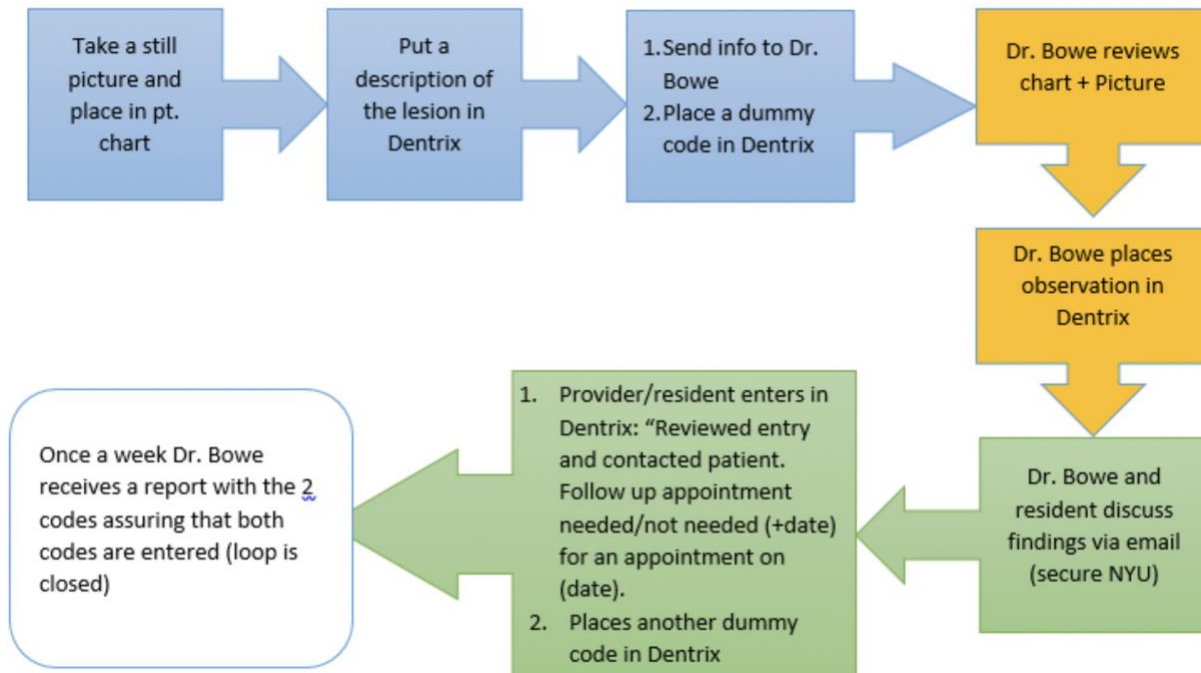 Take a still
picture and
place in pt.
chart
Put a
description of
the lesion in
Dentrix
1. Send info to Dr.
Bowe
2. Place a dummy
code in Dentrix
Dr. Bowe reviews
chart + Picture
Dr. Bowe places
observation in
Dentrix
Dr. Bowe and
resident discuss
findings via email
(secure NYU)
1. Provider/resident enters in
Dentrix: “Reviewed entry
and contacted patient.
Follow up appointment
needed/not needed (+date)
for an appointment on
(date).
2. Places another dummy
code in Dentrix
Once a week Dr. Bowe
receives a report with the 2
codes assuring that both
codes are entered (loop is
closed)